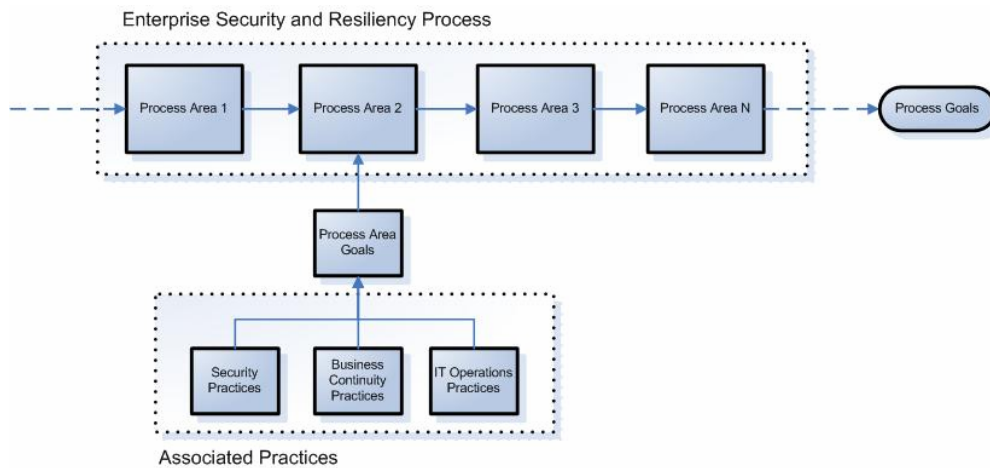 Enterprise Security and Resiliency Process
Process Area 1
Process Area 2
Process Area 3
Process Area N
Process Goals
Process Area
Goals
Security
Practices
Business
Continuity
Practices
IT Operations
Practices
Associated Practices